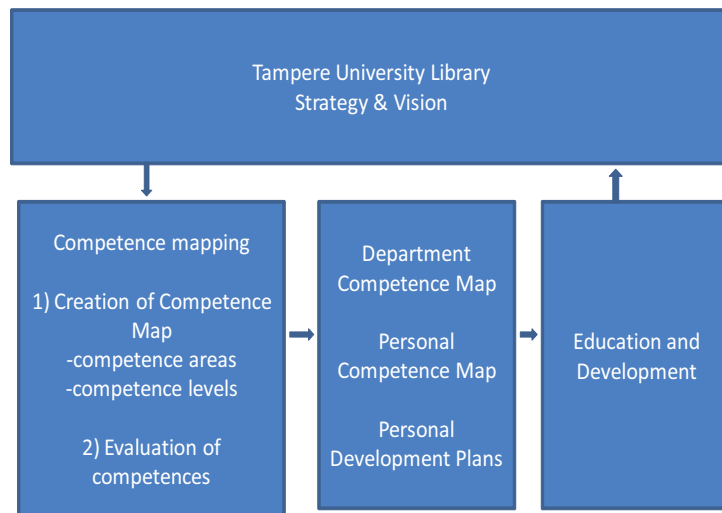 Tampere University Library
Strategy & Vision
Competence mapping
1) Creation of Competence
Map
-competence areas
-competence levels
2) Evaluation of
competences
Department
Competence Map
Personal
Competence Map
Personal
Development Plans
Education and
Development